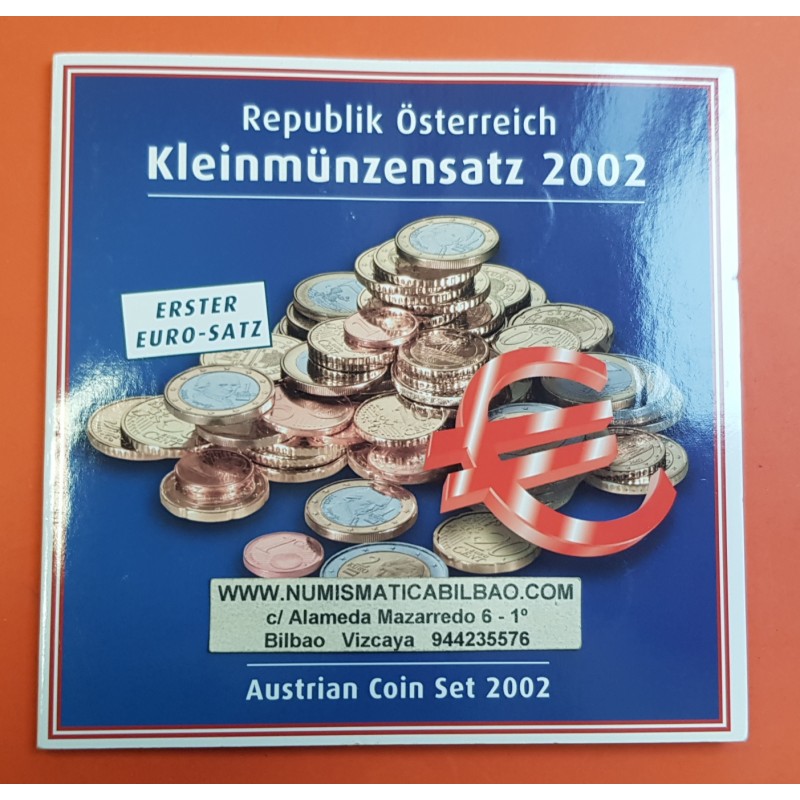 Republik Österreich
Kleinmünzensatz 2002
ERSTER
EURO-SATZ
WWW.NUMISMATICABILBAO.COM
c/ Alameda Mazarredo 6 - 1º
Bilbao Vizcaya 944235576
Austrian Coin Set 2002